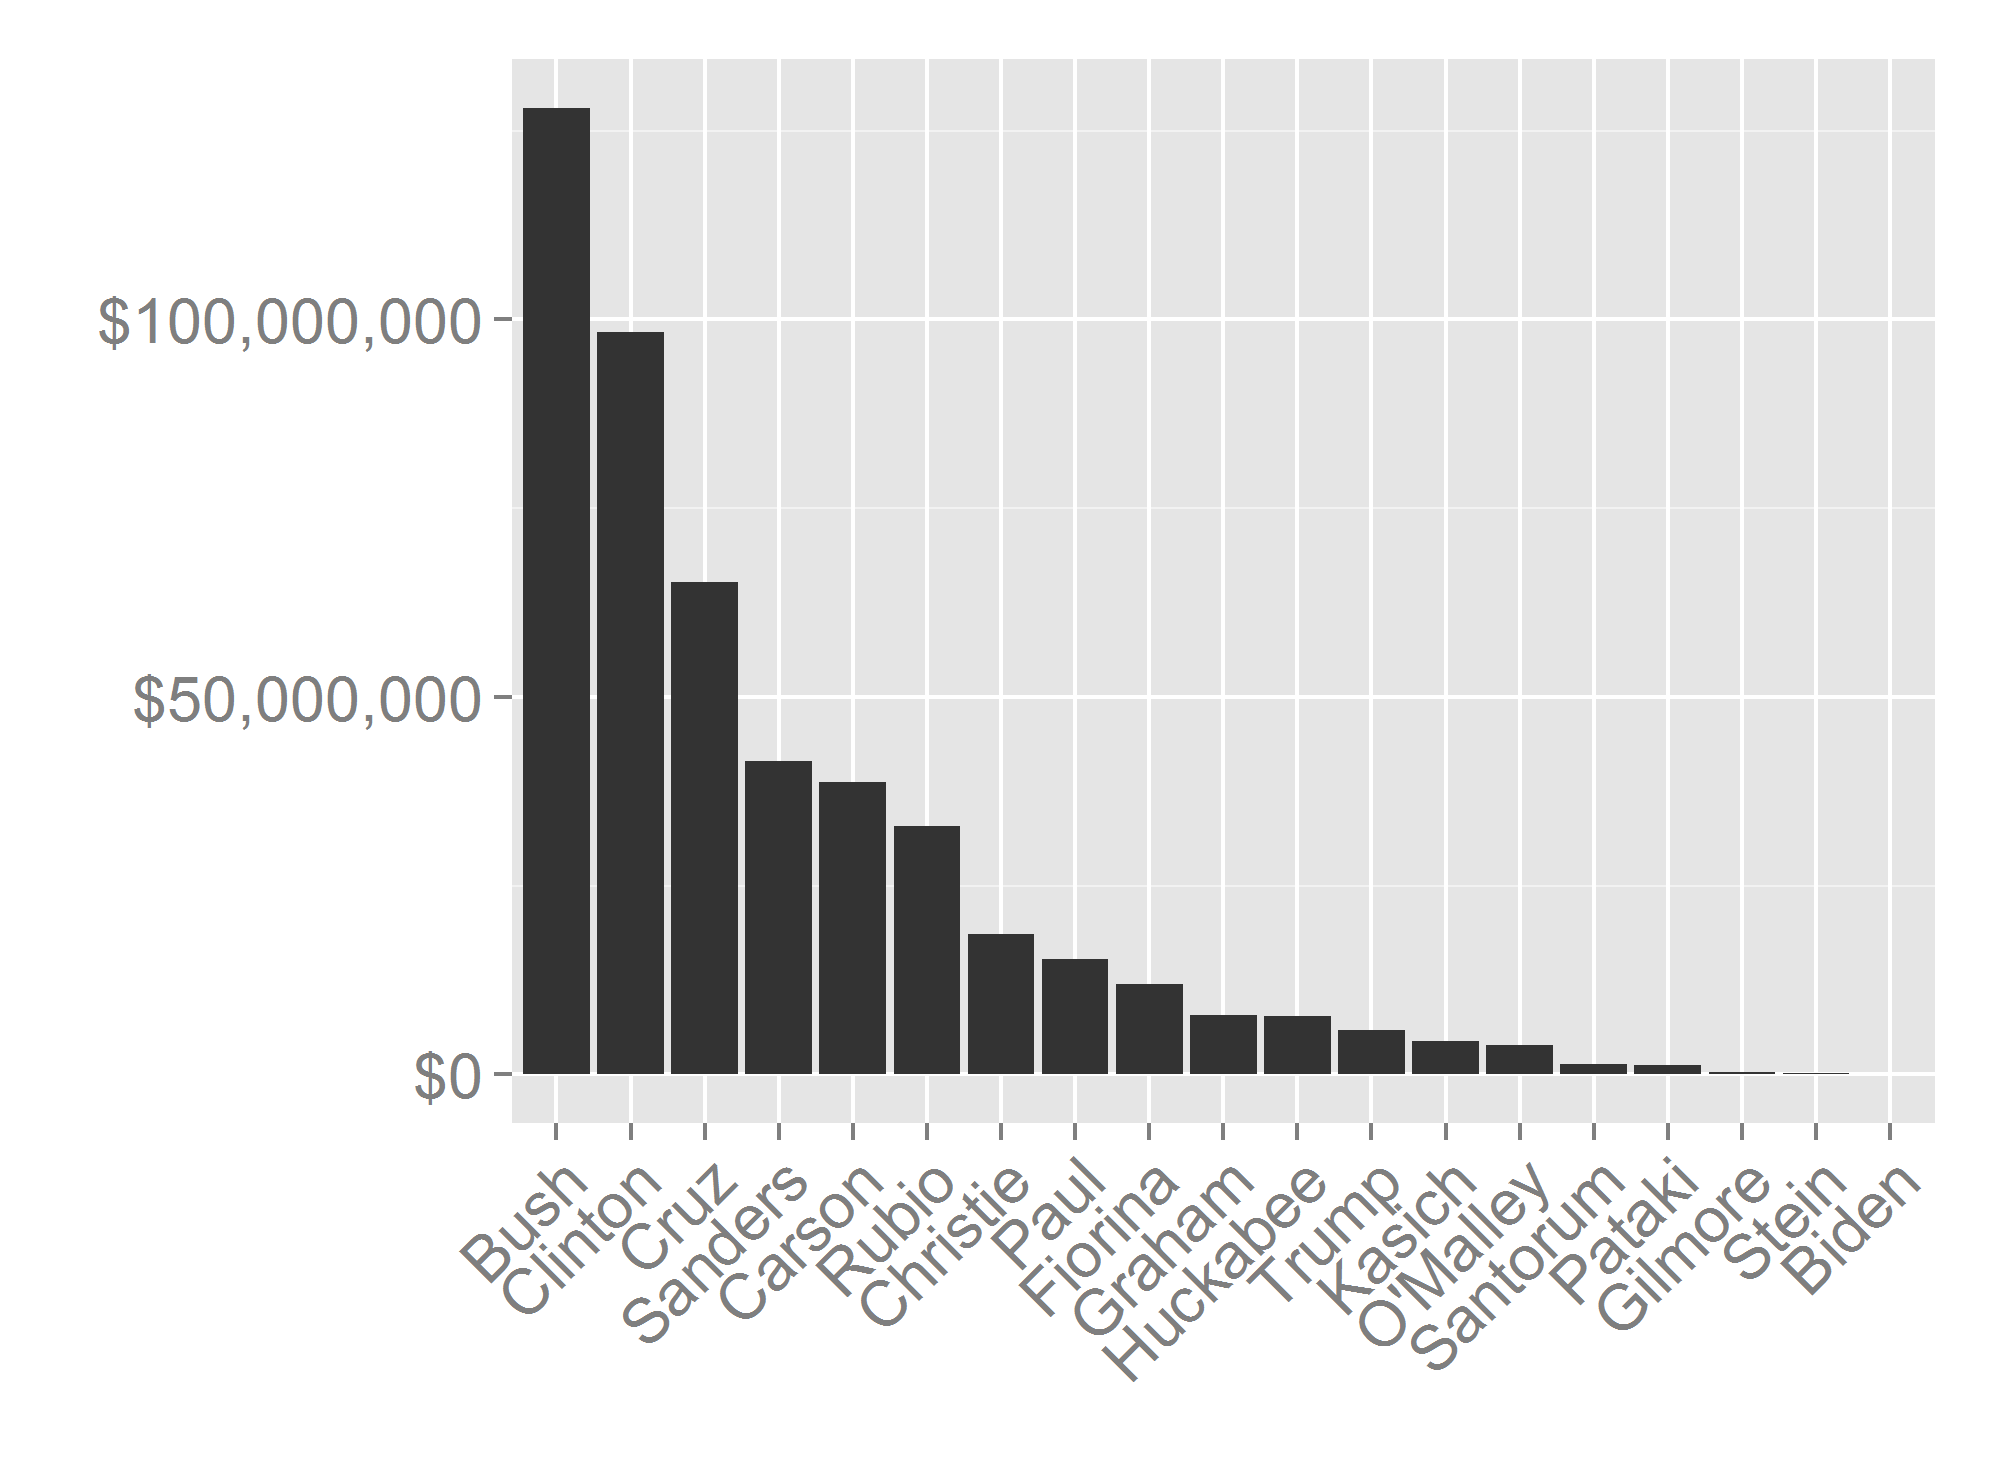 $100,000,000
$50,000,000
$0
Bush
Clinton
Cruz
Sanders
Carson
Rubio
Christie
Paul
Fiorina
Graham
Huckabee
Trump
Kasich
O'Malley
Santorum
Pataki
Gilmore
Stein
Biden